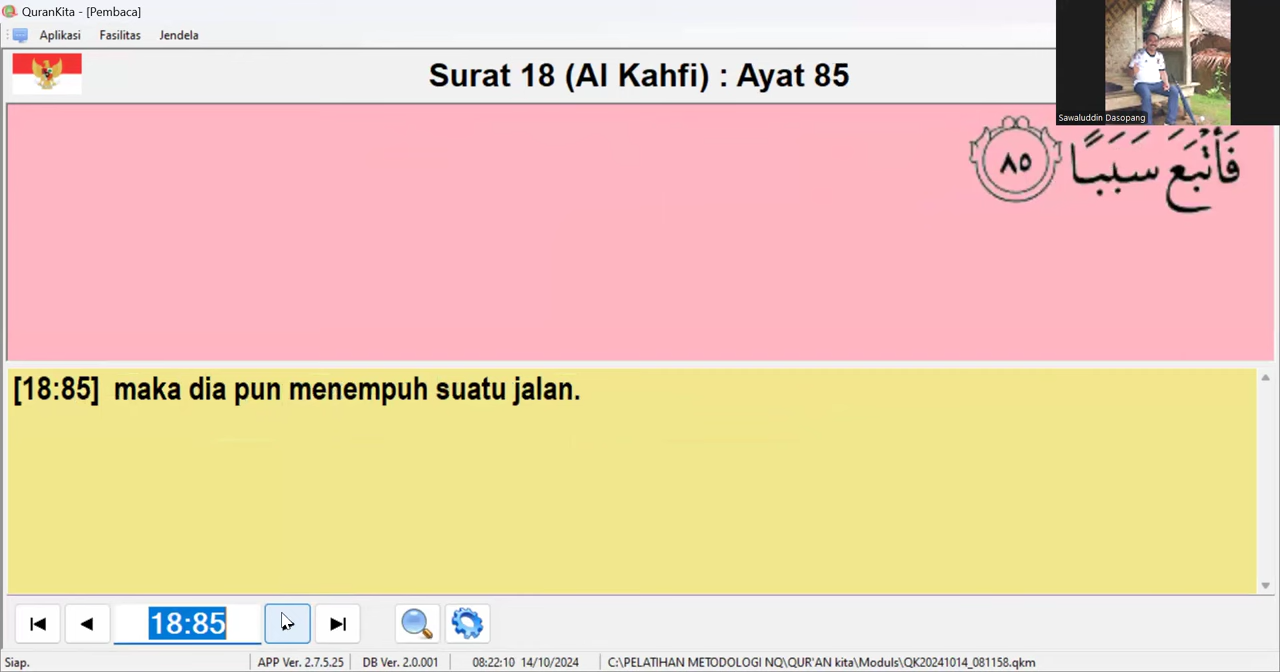 QuranKita - [Pembaca]
Aplikasi Fasilitas Jendela
Surat 18 (Al Kahfi) : Ayat 85
Sawaluddin Dasopang
فَأَتْبَعَ سَبَبًا ٨٥
[18:85] maka dia pun menempuh suatu jalan.
18:85
Siap. APP Ver. 2.7.5.25 DB Ver. 2.0.001 08:22:10 14/10/2024 C:\PELATIHAN METODOLOGI NQ\QUR'AN kita\Moduls\QK20241014_081158.qkm